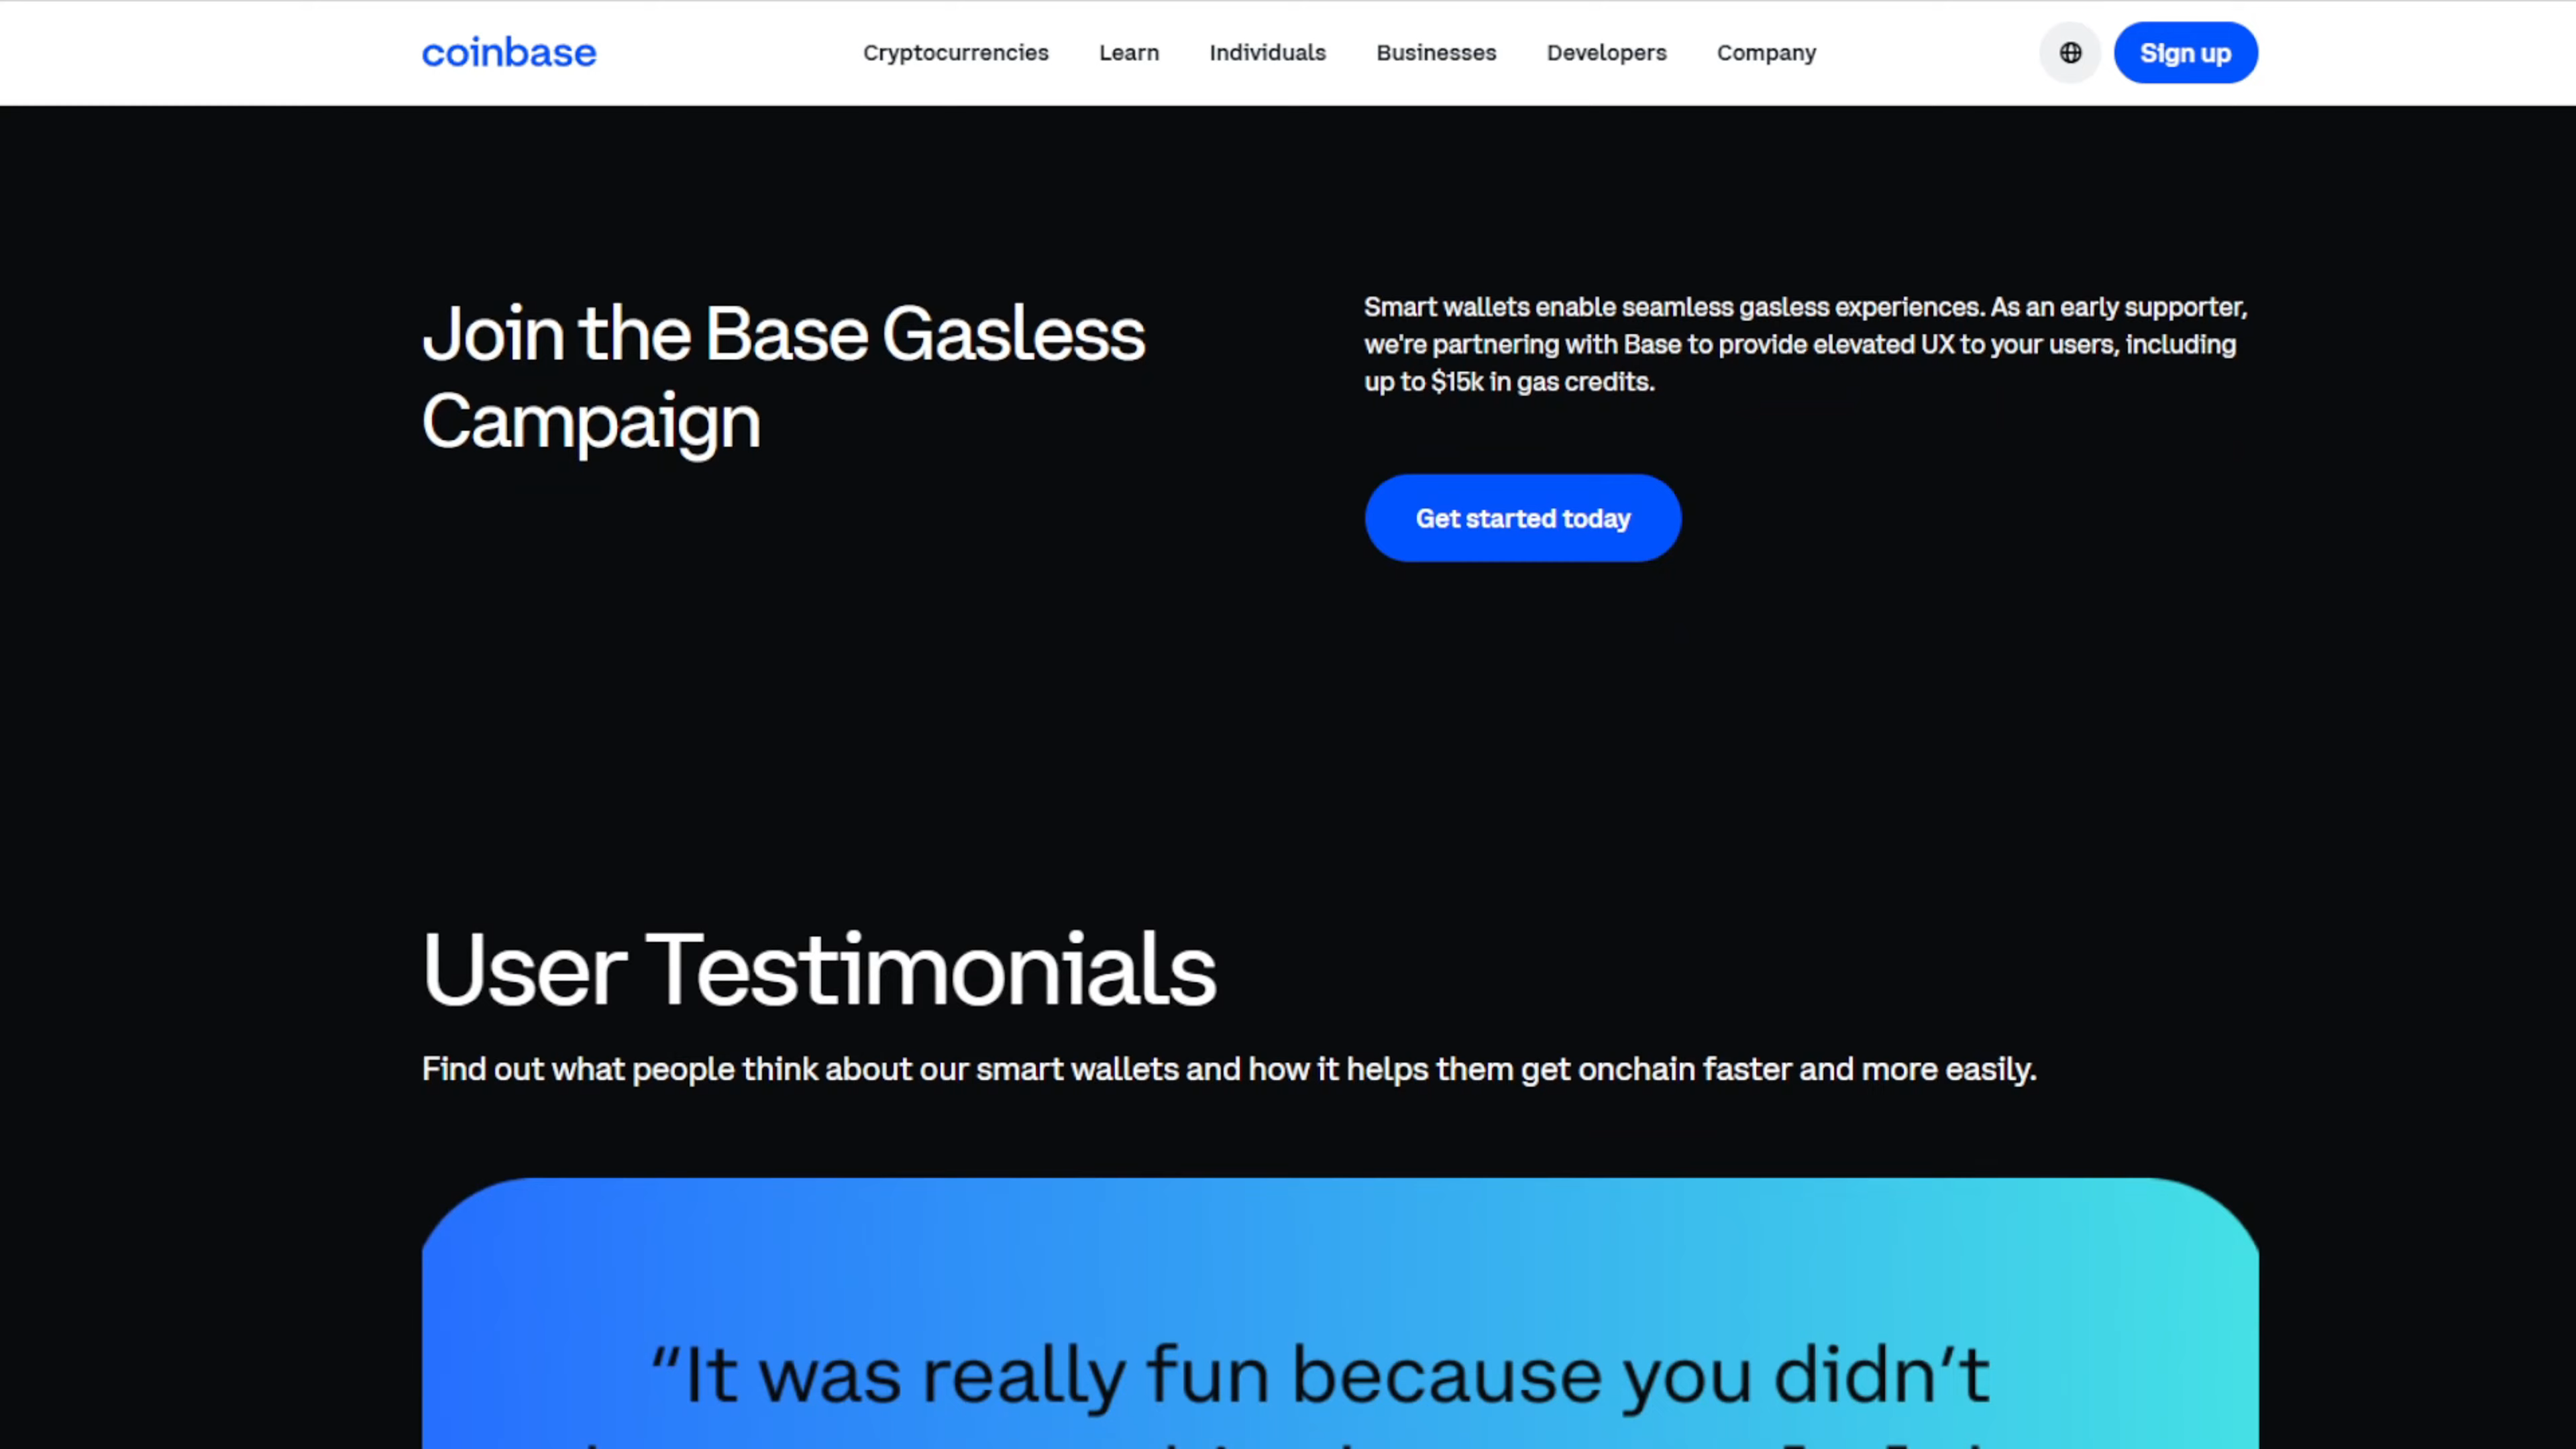 coinbase
Cryptocurrencies
Learn
Individuals
Businesses
Developers
Company
Sign up
Join the Base Gasless
Campaign
Smart wallets enable seamless gasless experiences. As an early supporter,
we're partnering with Base to provide elevated UX to your users, including
up to $15k in gas credits.
Get started today
User Testimonials
Find out what people think about our smart wallets and how it helps them get onchain faster and more easily.
“It was really fun because you didn’t